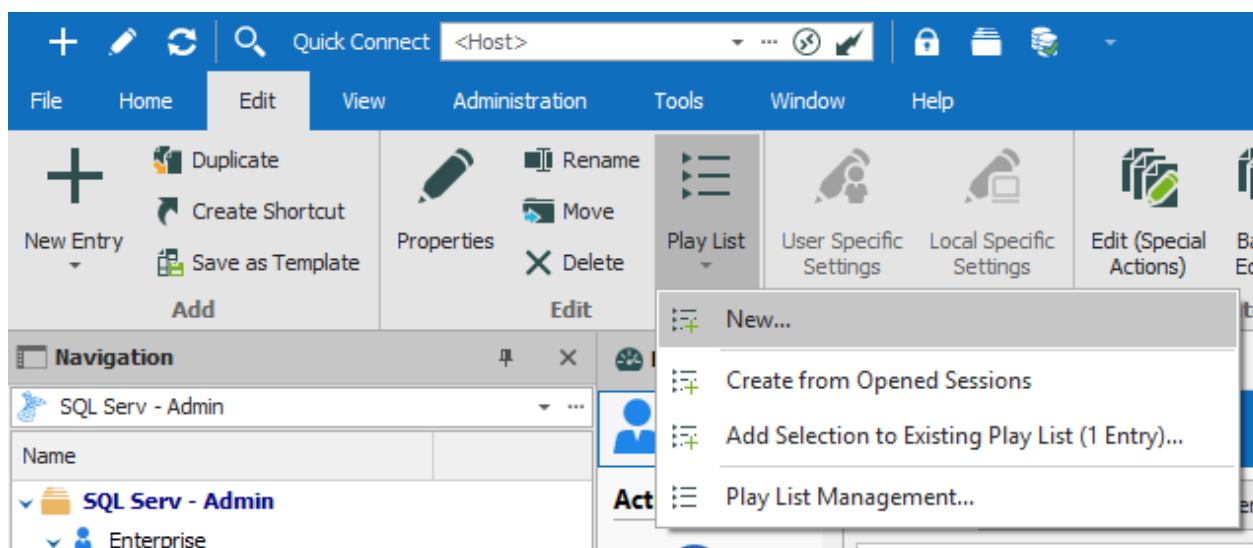 Quick Connect <Host>
File Home Edit View Administration Tools Window Help
Duplicate
Create Shortcut
Save as Template
New Entry
Add
Properties
Rename
Move
Delete
Edit
Play List
User Specific
Settings
Local Specific
Settings
Edit (Special
Actions)
New...
Create from Opened Sessions
Add Selection to Existing Play List (1 Entry)...
Play List Management...
Navigation
SQL Serv - Admin
Name
SQL Serv - Admin
Enterprise